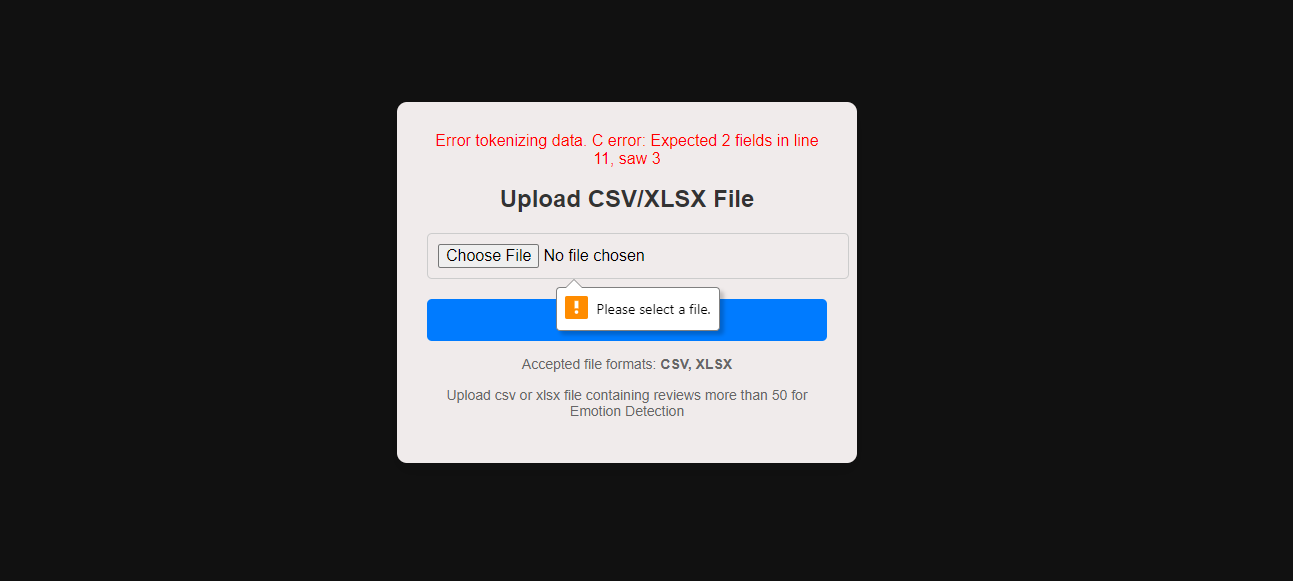 Error tokenizing data. C error: Expected 2 fields in line
11, saw 3
Upload CSV/XLSX File
Choose File No file chosen
Please select a file.
Accepted file formats: CSV, XLSX
Upload csv or xlsx file containing reviews more than 50 for
Emotion Detection